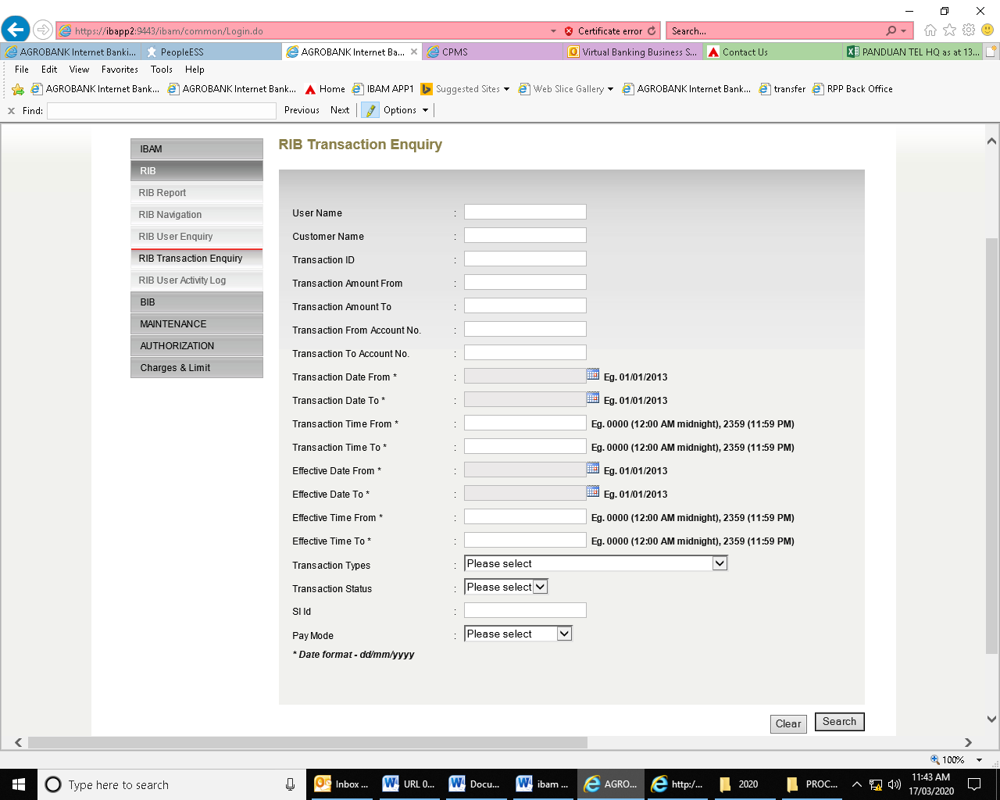 https://ibapp2:9443/ibam/common/Login.do
Certificate error
Search...
AGROBANK Internet Banki...
PeopleESS
AGROBANK Internet Ba...
CPMS
Virtual Banking Business S...
Contact Us
PANDUAN TEL HQ as at 13...
File Edit View Favorites Tools Help
AGROBANK Internet Bank...
AGROBANK Internet Bank...
Home
IBAM APP1
Suggested Sites
Web Slice Gallery
AGROBANK Internet Bank...
transfer
RPP Back Office
x Find:
Previous Next Options
IBAM
RIB
RIB Report
RIB Navigation
RIB User Enquiry
RIB Transaction Enquiry
RIB User Activity Log
BIB
MAINTENANCE
AUTHORIZATION
Charges & Limit
RIB Transaction Enquiry
User Name :
Customer Name :
Transaction ID :
Transaction Amount From :
Transaction Amount To :
Transaction From Account No. :
Transaction To Account No. :
Transaction Date From * : Eg. 01/01/2013
Transaction Date To * : Eg. 01/01/2013
Transaction Time From * : Eg. 0000 (12:00 AM midnight), 2359 (11:59 PM)
Transaction Time To * : Eg. 0000 (12:00 AM midnight), 2359 (11:59 PM)
Effective Date From * : Eg. 01/01/2013
Effective Date To * : Eg. 01/01/2013
Effective Time From * : Eg. 0000 (12:00 AM midnight), 2359 (11:59 PM)
Effective Time To * : Eg. 0000 (12:00 AM midnight), 2359 (11:59 PM)
Transaction Types : Please select
Transaction Status : Please select
SI Id :
Pay Mode : Please select
* Date format - dd/mm/yyyy
Clear Search
100%
Type here to search
Inbox ...
URL 0...
Docu...
ibam ...
AGRO...
http:/...
2020
PROC...
11:43 AM
17/03/2020